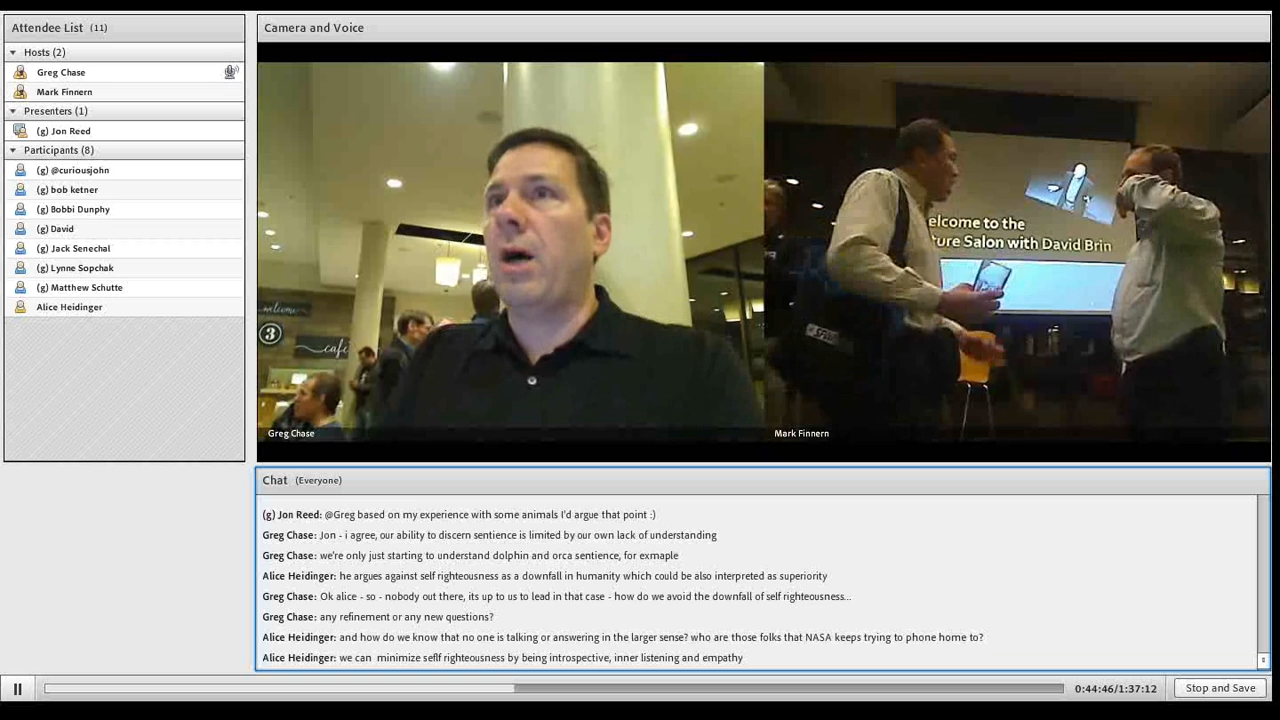 Attendee List (11)
Hosts (2)
Greg Chase
Mark Finnern
Presenters (1)
(g) Jon Reed
Participants (8)
(g) @curiousjohn
(g) bob ketner
(g) Bobbi Dunphy
(g) David
(g) Jack Senechal
(g) Lynne Sopchak
(g) Matthew Schutte
Alice Heidinger
Camera and Voice
welcome
3
café
Greg Chase
elcome to the
ture Salon with David Brin
Mark Finnern
Chat (Everyone)
(g) Jon Reed: @Greg based on my experience with some animals I'd argue that point :)
Greg Chase: Jon - i agree, our ability to discern sentience is limited by our own lack of understanding
Greg Chase: we're only just starting to understand dolphin and orca sentience, for exmaple
Alice Heidinger: he argues against self righteousness as a downfall in humanity which could be also interpreted as superiority
Greg Chase: Ok alice - so - nobody out there, its up to us to lead in that case - how do we avoid the downfall of self righteousness...
Greg Chase: any refinement or any new questions?
Alice Heidinger: and how do we know that no one is talking or answering in the larger sense? who are those folks that NASA keeps trying to phone home to?
Alice Heidinger: we can minimize seflf righteousness by being introspective, inner listening and empathy
0:44:46/1:37:12
Stop and Save